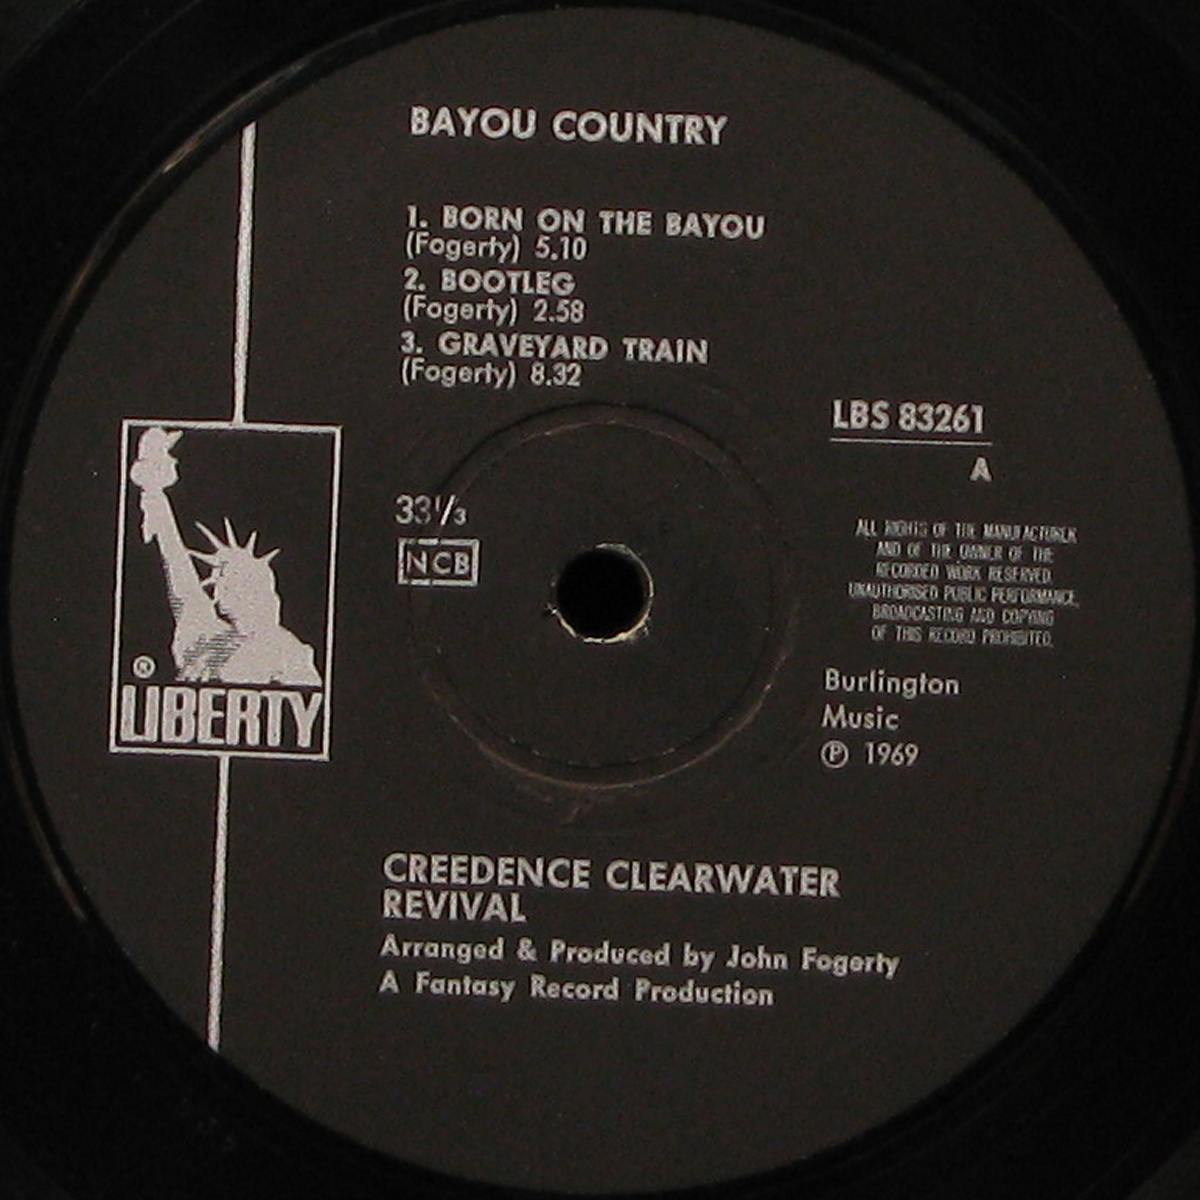 BAYOU COUNTRY
1. BORN ON THE BAYOU
(Fogerty) 5.10
2. BOOTLEG
(Fogerty) 2.58
3. GRAVEYARD TRAIN
(Fogerty) 8.32
LBS 83261
A
33⅓
NCB
ALL RIGHTS OF THE MANUFACTURER
AND OF THE OWNER OF THE
RECORDED WORK RESERVED.
UNAUTHORISED PUBLIC PERFORMANCE,
BROADCASTING AND COPYING
OF THIS RECORD PROHIBITED.
® LIBERTY
Burlington
Music
℗ 1969
CREEDENCE CLEARWATER
REVIVAL
Arranged & Produced by John Fogerty
A Fantasy Record Production